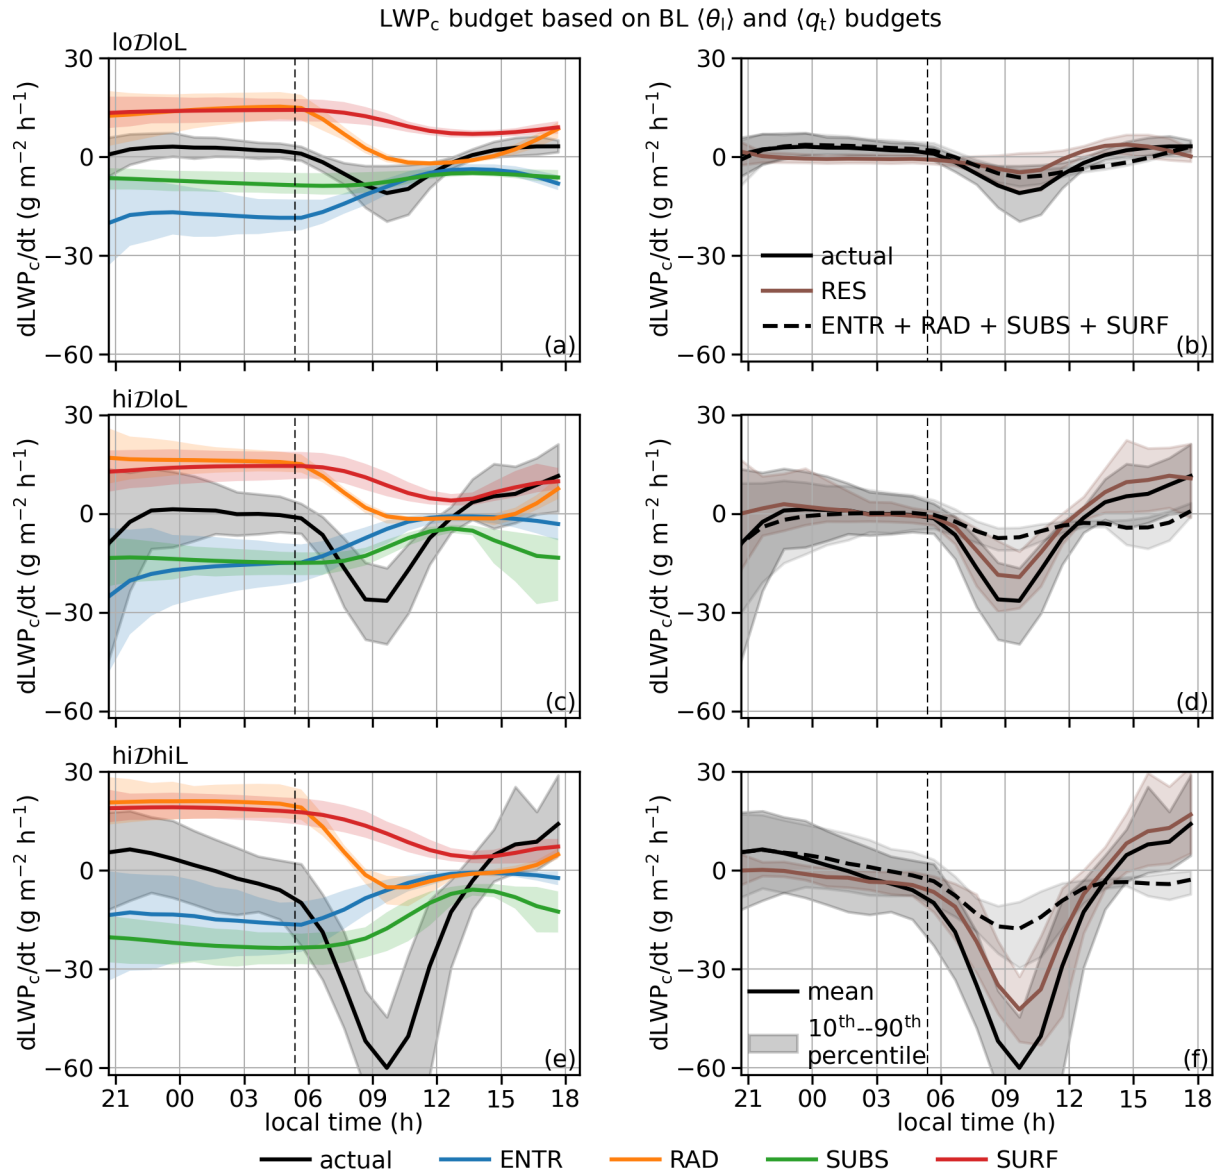 LWPc budget based on BL ⟨θl⟩ and ⟨qt⟩ budgets
lo𝒟loL
dLWPc/dt (g m−2 h−1)
30
0
−30
−60
(a)
dLWPc/dt (g m−2 h−1)
30
0
−30
−60
actual
RES
ENTR + RAD + SUBS + SURF
(b)
hi𝒟loL
dLWPc/dt (g m−2 h−1)
30
0
−30
−60
21 00 03 06 09 12 15 18
(c)
dLWPc/dt (g m−2 h−1)
30
0
−30
−60
(d)
hi𝒟hiL
dLWPc/dt (g m−2 h−1)
30
0
−30
−60
(e)
local time (h)
dLWPc/dt (g m−2 h−1)
30
0
−30
−60
mean
10th--90th
percentile
(f)
21 00 03 06 09 12 15 18
local time (h)
actual ENTR RAD SUBS SURF